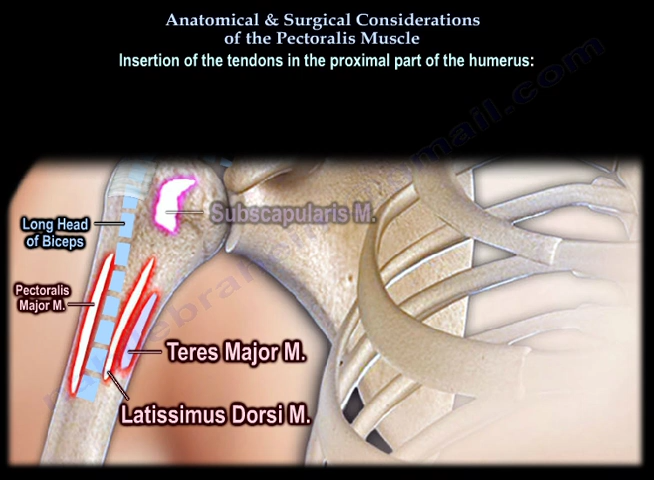 Anatomical & Surgical Considerations
of the Pectoralis Muscle
Insertion of the tendons in the proximal part of the humerus:
Subscapularis M.
Long Head
of Biceps
Pectoralis
Major M.
Teres Major M.
Latissimus Dorsi M.